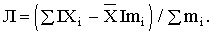 Л = (∑ IX_i – X̅ Im_i) / ∑ m_i.